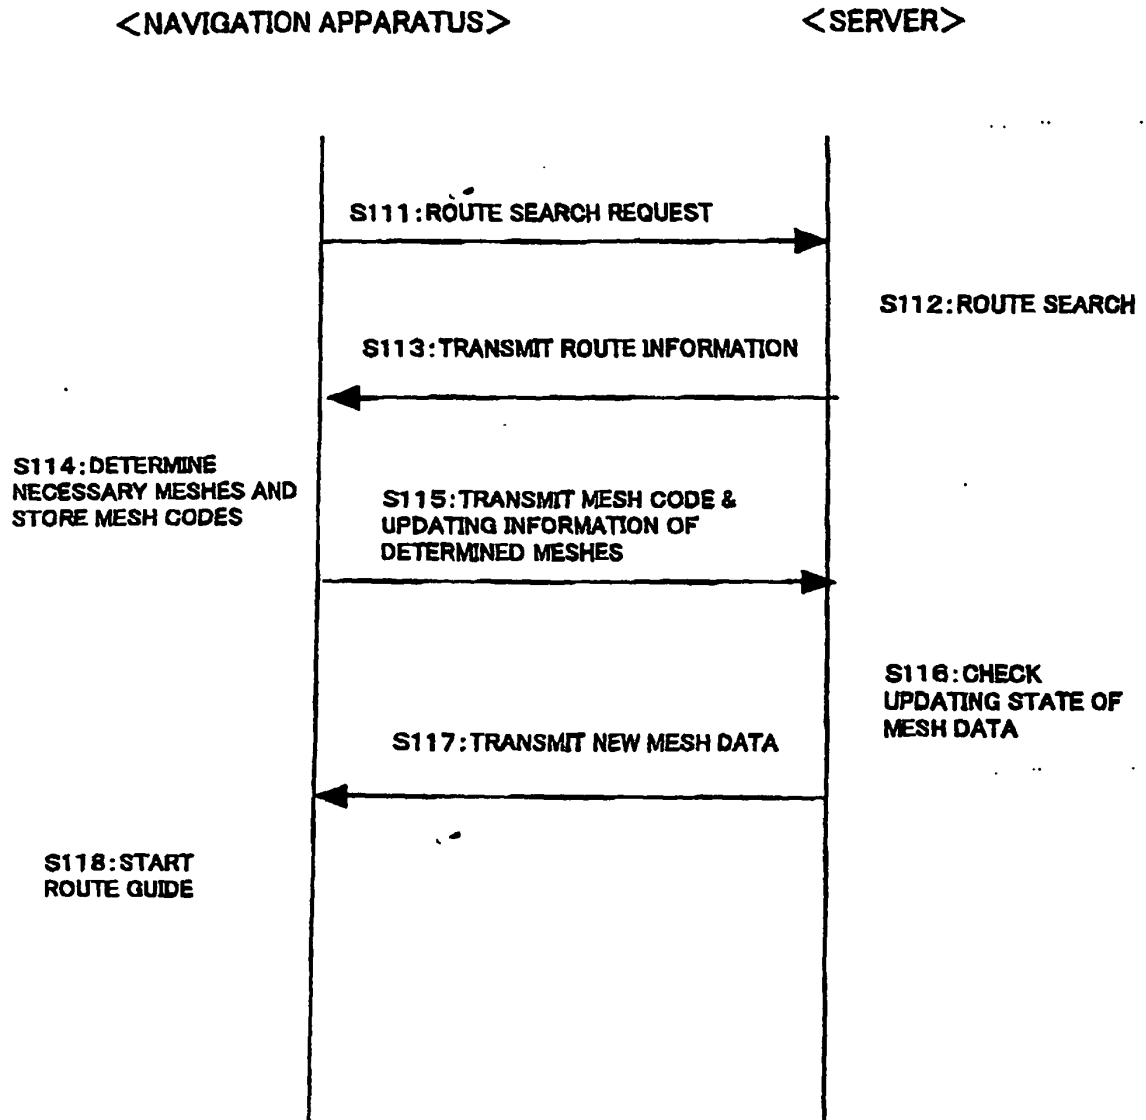 <NAVIGATION APPARATUS>
<SERVER>
S111:ROUTE SEARCH REQUEST
S112:ROUTE SEARCH
S113:TRANSMIT ROUTE INFORMATION
S114:DETERMINE
NECESSARY MESHES AND
STORE MESH CODES
S115:TRANSMIT MESH CODE &
UPDATING INFORMATION OF
DETERMINED MESHES
S116:CHECK
UPDATING STATE OF
MESH DATA
S117:TRANSMIT NEW MESH DATA
S118:START
ROUTE GUIDE